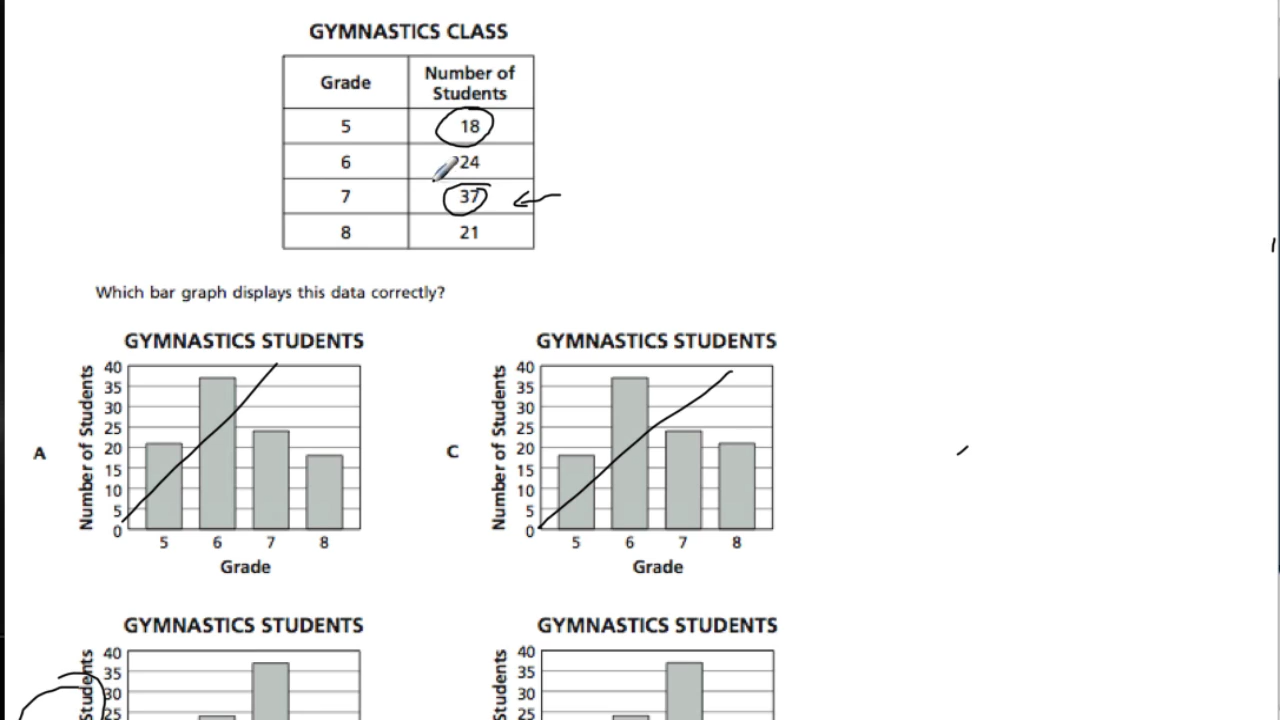 GYMNASTICS CLASS
Grade Number of Students
5 18
6 24
7 37
8 21
Which bar graph displays this data correctly?
A
GYMNASTICS STUDENTS
Number of Students
40
35
30
25
20
15
10
5
0
5 6 7 8
Grade
C
GYMNASTICS STUDENTS
Number of Students
40
35
30
25
20
15
10
5
0
5 6 7 8
Grade
GYMNASTICS STUDENTS
Students
40
35
30
25
GYMNASTICS STUDENTS
Students
40
35
30
25